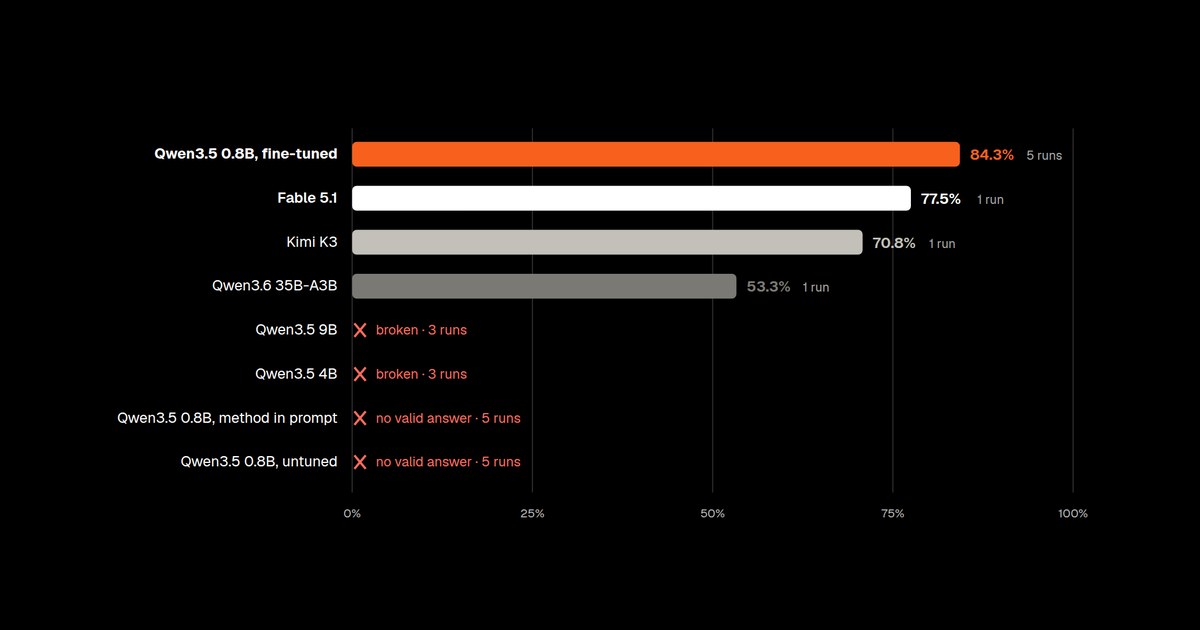 Qwen3.5 0.8B, fine-tuned 84.3% 5 runs
Fable 5.1 77.5% 1 run
Kimi K3 70.8% 1 run
Qwen3.6 35B-A3B 53.3% 1 run
Qwen3.5 9B broken · 3 runs
Qwen3.5 4B broken · 3 runs
Qwen3.5 0.8B, method in prompt no valid answer · 5 runs
Qwen3.5 0.8B, untuned no valid answer · 5 runs
0% 25% 50% 75% 100%